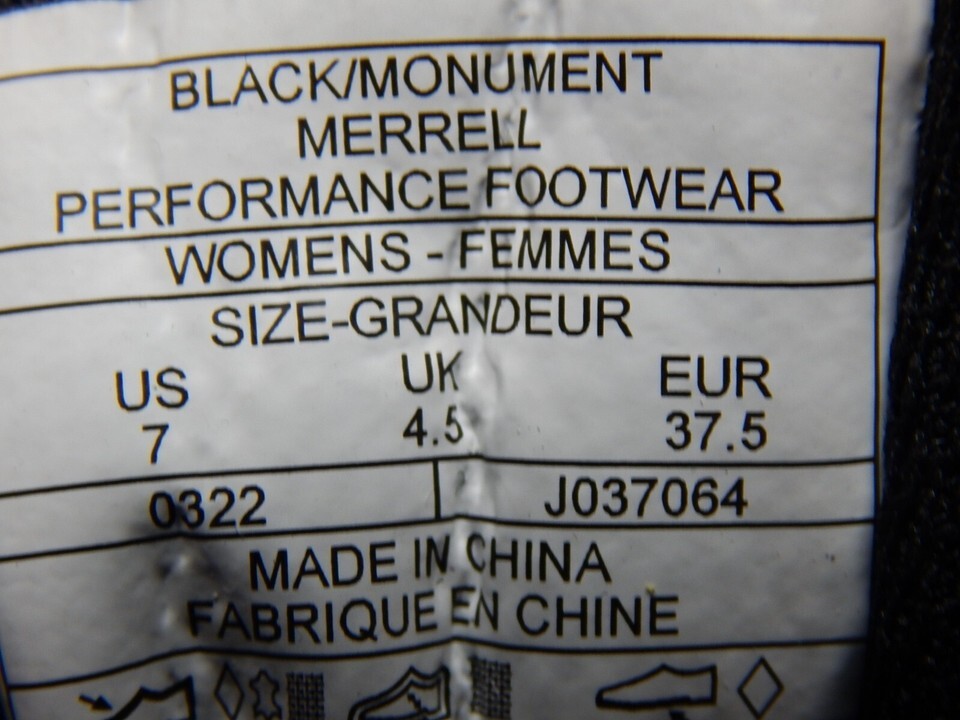 BLACK/MONUMENT
MERRELL
PERFORMANCE FOOTWEAR
WOMENS - FEMMES
SIZE-GRANDEUR
US UK EUR
7 4.5 37.5
0322 J037064
MADE IN CHINA
FABRIQUE EN CHINE